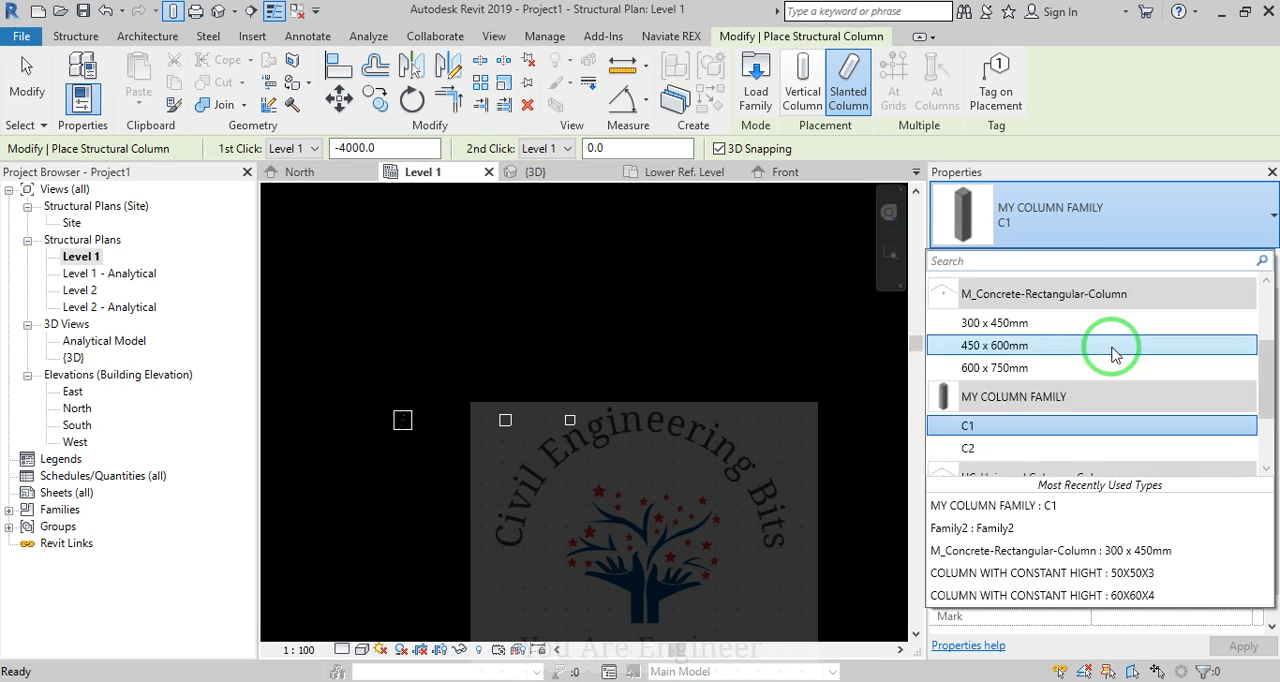 Autodesk Revit 2019 - Project1 - Structural Plan: Level 1
Type a keyword or phrase
Sign In
File Structure Architecture Steel Insert Annotate Analyze Collaborate View Manage Add-Ins Naviate REX Modify | Place Structural Column
Modify
Paste
Cope
Cut
Join
Load Family
Vertical Column
Slanted Column
At Grids
At Columns
Tag on Placement
Select Properties Clipboard Geometry Modify View Measure Create Mode Placement Multiple Tag
Modify | Place Structural Column 1st Click: Level 1 -4000.0 2nd Click: Level 1 0.0 3D Snapping
Project Browser - Project1
North Level 1 {3D} Lower Ref. Level Front
Properties
Views (all)
Structural Plans (Site)
Site
Structural Plans
Level 1
Level 1 - Analytical
Level 2
Level 2 - Analytical
3D Views
Analytical Model
{3D}
Elevations (Building Elevation)
East
North
South
West
Legends
Schedules/Quantities (all)
Sheets (all)
Families
Groups
Revit Links
Civil Engineering Bits
You Are Engineer
MY COLUMN FAMILY
C1
Search
M_Concrete-Rectangular-Column
300 x 450mm
450 x 600mm
600 x 750mm
MY COLUMN FAMILY
C1
C2
Most Recently Used Types
MY COLUMN FAMILY : C1
Family2 : Family2
M_Concrete-Rectangular-Column : 300 x 450mm
COLUMN WITH CONSTANT HIGHT : 50X50X3
COLUMN WITH CONSTANT HIGHT : 60X60X4
Mark
Properties help
Apply
1 : 100
Ready
:0
Main Model
:0